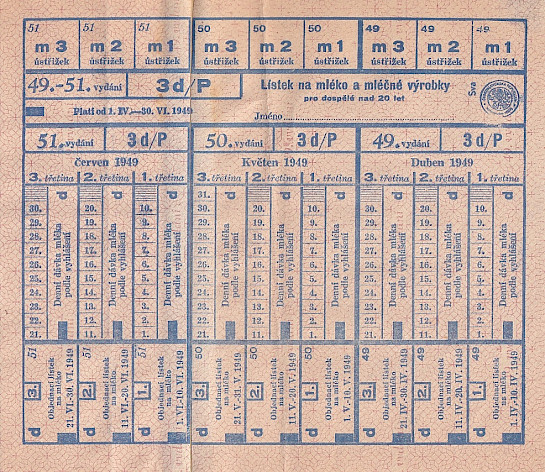 51 51 51 50 50 50 49 49 49
m 3 m 2 m 1 m 3 m 2 m 1 m 3 m 2 m 1
ústřižek ústřižek ústřižek ústřižek ústřižek ústřižek ústřižek ústřižek ústřižek
49.-51. vydání 3 d/P Lístek na mléko a mléčné výrobky
pro dospělé nad 20 let
Sva
Platí od 1. IV.—30. VI. 1949
Jméno
51. vydání 3 d/P 50. vydání 3 d/P 49. vydání 3 d/P
Červen 1949 Květen 1949 Duben 1949
3. třetina 2. třetina 1. třetina 3. třetina 2. třetina 1. třetina 3. třetina 2. třetina 1. třetina
d d d d d d d d d
31.
30. 20. 10. 30. 20. 10. 30. 20. 10.
29. 19. 9. 29. 19. 9. 29. 19. 9.
28. 18. 8. 28. 18. 8. 28. 18. 8.
27. 17. 7. 27. 17. 7. 27. 17. 7.
26. 16. 6. 26. 16. 6. 26. 16. 6.
25. 15. 5. 25. 15. 5. 25. 15. 5.
24. 14. 4. 24. 14. 4. 24. 14. 4.
23. 13. 3. 23. 13. 3. 23. 13. 3.
22. 12. 2. 22. 12. 2. 22. 12. 2.
21. 11. 1. 21. 11. 1. 21. 11. 1.
Denní dávka mléka
podle vyhlášení
Denní dávka mléka
podle vyhlášení
Denní dávka mléka
podle vyhlášení
Denní dávka mléka
podle vyhlášení
Denní dávka mléka
podle vyhlášení
Denní dávka mléka
podle vyhlášení
Denní dávka mléka
podle vyhlášení
Denní dávka mléka
podle vyhlášení
Denní dávka mléka
podle vyhlášení
51 51 51 50 50 50 49 49 49
3. 2. 1. 3. 2. 1. 3. 2. 1.
d d d d d d d d d
Objednací lístek
na mléko
21. VI.-30. VI. 1949
Objednací lístek
na mléko
11. VI.-20. VI. 1949
Objednací lístek
na mléko
1. VI.-10. VI. 1949
Objednací lístek
na mléko
21. V.-31. V. 1949
Objednací lístek
na mléko
11. V.-20. V. 1949
Objednací lístek
na mléko
1. V.-10. V. 1949
Objednací lístek
na mléko
21. IV.-30. IV. 1949
Objednací lístek
na mléko
11. IV.-20. IV. 1949
Objednací lístek
na mléko
1. IV.-10. IV. 1949